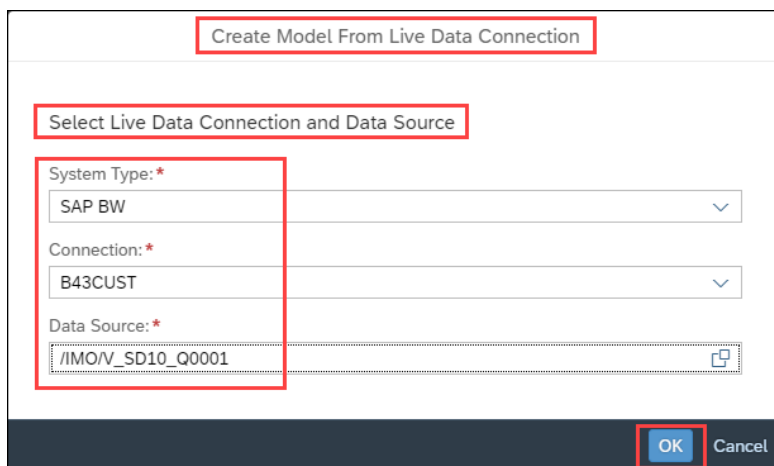 Create Model From Live Data Connection
Select Live Data Connection and Data Source
System Type:*
SAP BW
Connection:*
B43CUST
Data Source:*
/IMO/V_SD10_Q0001
OK Cancel